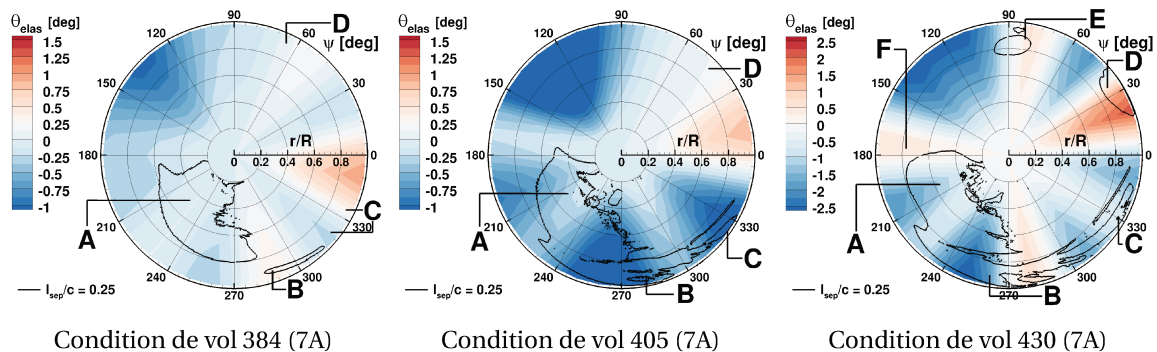 θelas [deg]
1.5
1.25
1
0.75
0.5
0.25
0
-0.25
-0.5
-0.75
-1
90
60
30
0
330
300
270
240
210
180
150
120
ψ [deg]
r/R
0 0.2 0.4 0.6 0.8
A
B
C
D
lsep/c = 0.25
Condition de vol 384 (7A)
θelas [deg]
1.5
1.25
1
0.75
0.5
0.25
0
-0.25
-0.5
-0.75
-1
90
60
30
0
300
270
240
210
180
150
120
ψ [deg]
r/R
0 0.2 0.4 0.6 0.8
A
B
C
D
lsep/c = 0.25
Condition de vol 405 (7A)
θelas [deg]
2.5
2
1.5
1
0.5
0
-0.5
-1
-1.5
-2
-2.5
90
60
30
0
330
300
270
240
210
180
150
120
ψ [deg]
r/R
0 0.2 0.4 0.6 0.8
A
B
C
D
E
F
lsep/c = 0.25
Condition de vol 430 (7A)